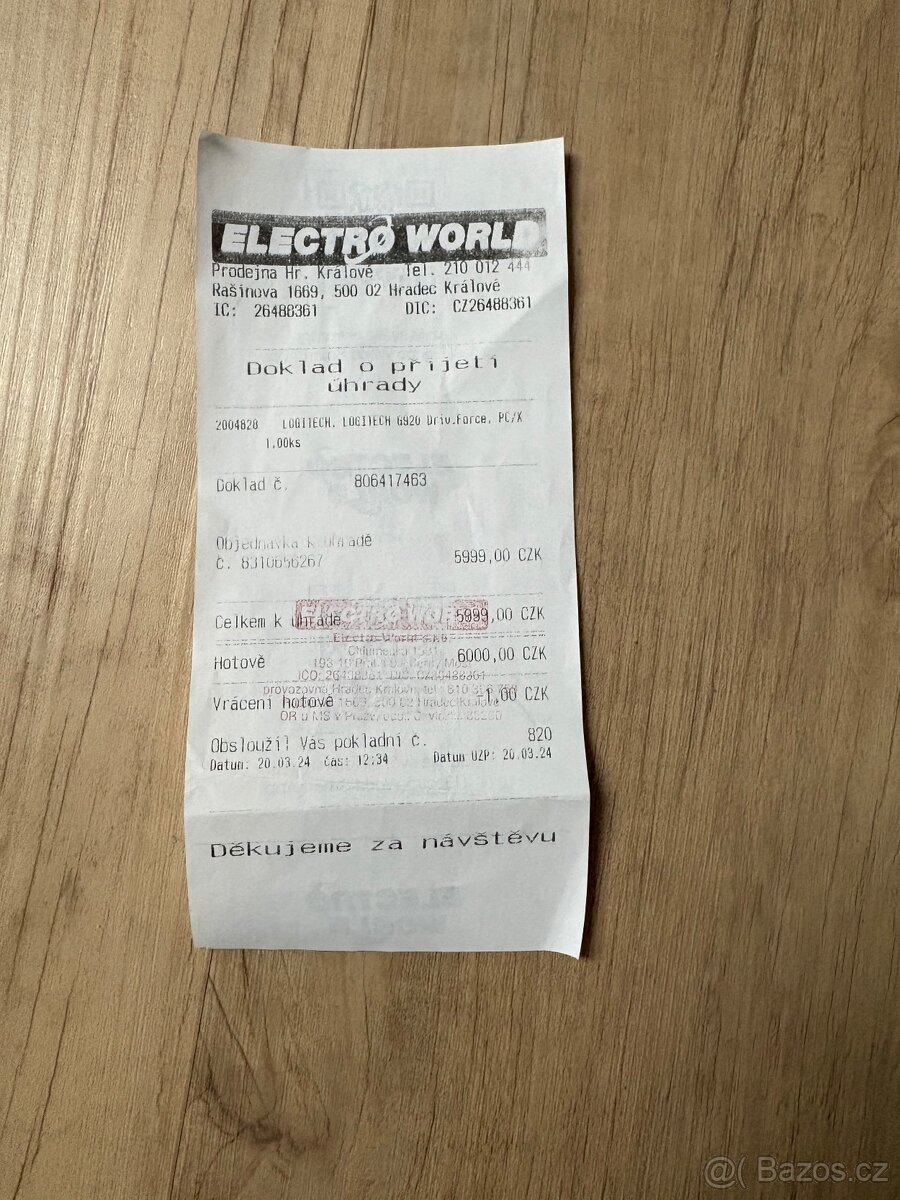 ELECTRO WORLD
Prodejna Hr. Králové Tel. 210 012 444
Rašínova 1669, 500 02 Hradec Králové
IC: 26488361 DIC: CZ26488361
Doklad o přijetí
úhrady
2004828 LOGITECH. LOGITECH G920 Driv.Force. PC/X
1.00ks
Doklad č. 806417463
Objednávka k úhradě
č. 8310656267 5999,00 CZK
Celkem k úhradě 5999,00 CZK
Hotově 6000,00 CZK
Vrácení hotově -1,00 CZK
Obsloužil Vás pokladní č. 820
Datum: 20.03.24 čas: 12:34 Datum UZP: 20.03.24
Děkujeme za návštěvu
@( Bazos.cz